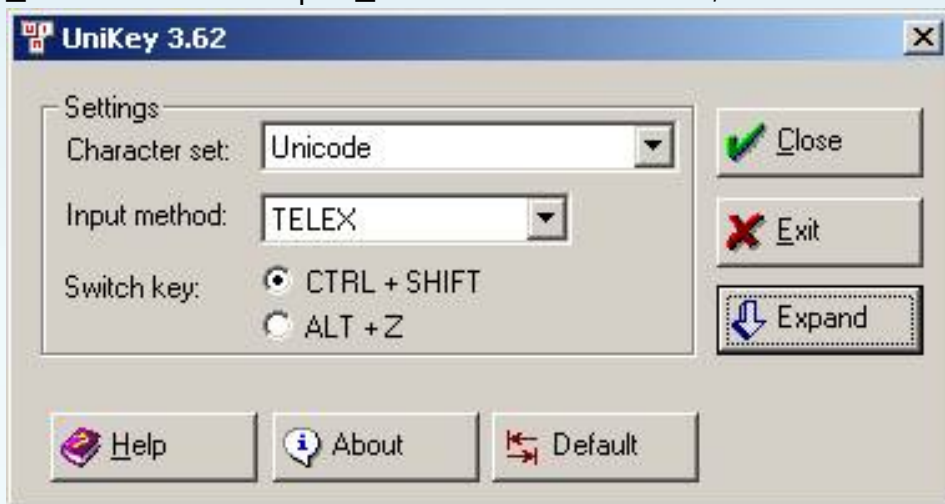 UniKey 3.62
Settings
Character set: Unicode
Close
Input method: TELEX
Exit
Switch key: CTRL + SHIFT
ALT + Z
Expand
Help About Default